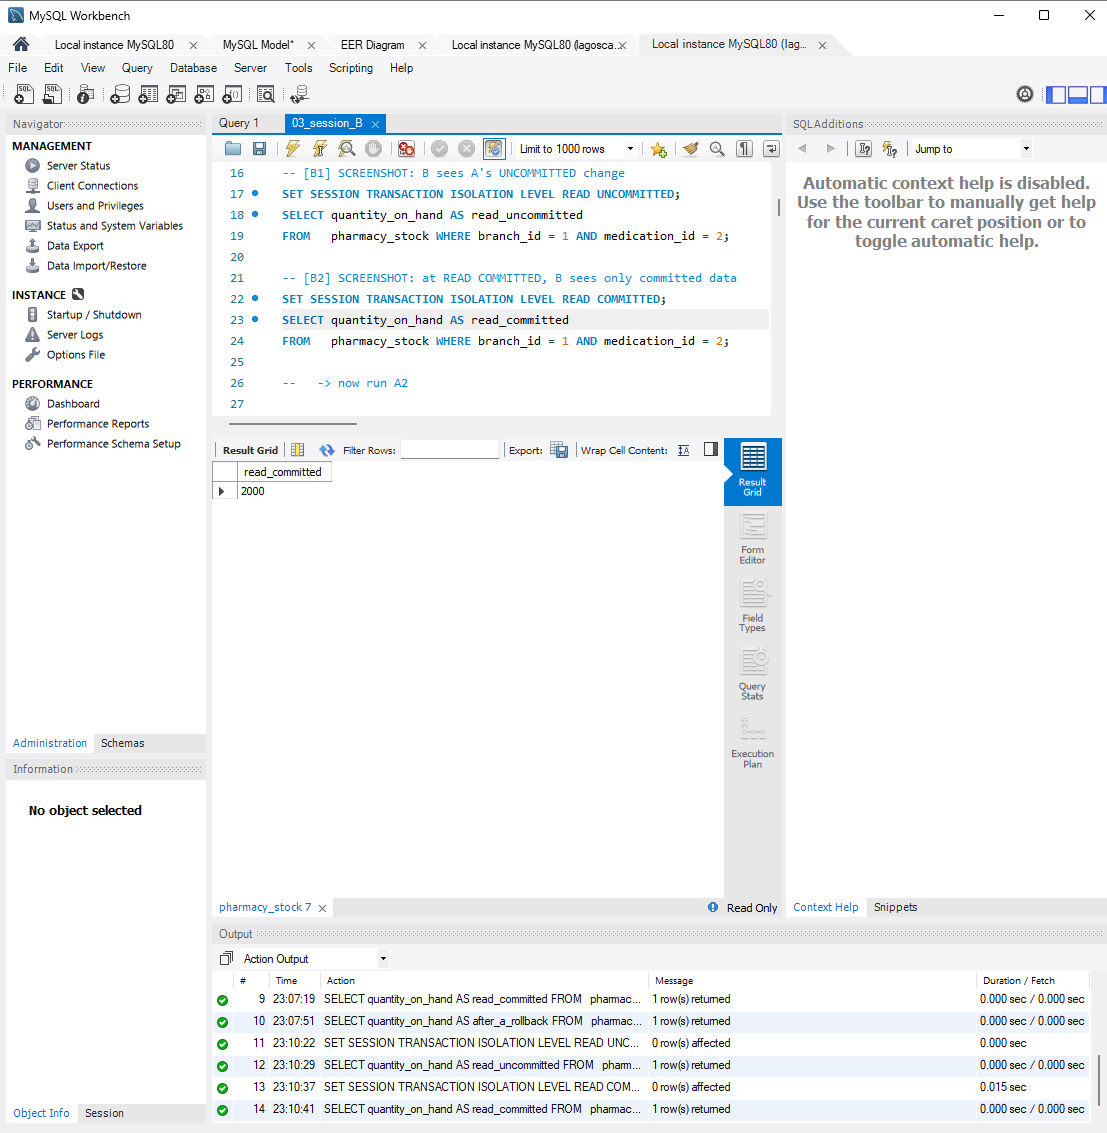 MySQL Workbench
Local instance MySQL80 MySQL Model* EER Diagram Local instance MySQL80 (lagosca... Local instance MySQL80 (lag...
File Edit View Query Database Server Tools Scripting Help
Navigator
MANAGEMENT
Server Status
Client Connections
Users and Privileges
Status and System Variables
Data Export
Data Import/Restore
INSTANCE
Startup / Shutdown
Server Logs
Options File
PERFORMANCE
Dashboard
Performance Reports
Performance Schema Setup
Administration Schemas
Information
No object selected
Object Info Session
Query 1 03_session_B
Limit to 1000 rows
16 -- [B1] SCREENSHOT: B sees A's UNCOMMITTED change
17 SET SESSION TRANSACTION ISOLATION LEVEL READ UNCOMMITTED;
18 SELECT quantity_on_hand AS read_uncommitted
19 FROM pharmacy_stock WHERE branch_id = 1 AND medication_id = 2;
20
21 -- [B2] SCREENSHOT: at READ COMMITTED, B sees only committed data
22 SET SESSION TRANSACTION ISOLATION LEVEL READ COMMITTED;
23 SELECT quantity_on_hand AS read_committed
24 FROM pharmacy_stock WHERE branch_id = 1 AND medication_id = 2;
25
26 -- -> now run A2
27
Result Grid Filter Rows: Export: Wrap Cell Content:
read_committed
2000
Result Grid
Form Editor
Field Types
Query Stats
Execution Plan
pharmacy_stock 7 Read Only
SQLAdditions
Jump to
Automatic context help is disabled.
Use the toolbar to manually get help
for the current caret position or to
toggle automatic help.
Context Help Snippets
Output
Action Output
# Time Action Message Duration / Fetch
9 23:07:19 SELECT quantity_on_hand AS read_committed FROM pharmac... 1 row(s) returned 0.000 sec / 0.000 sec
10 23:07:51 SELECT quantity_on_hand AS after_a_rollback FROM pharmac... 1 row(s) returned 0.000 sec / 0.000 sec
11 23:10:22 SET SESSION TRANSACTION ISOLATION LEVEL READ UNC... 0 row(s) affected 0.000 sec
12 23:10:29 SELECT quantity_on_hand AS read_uncommitted FROM pharm... 1 row(s) returned 0.000 sec / 0.000 sec
13 23:10:37 SET SESSION TRANSACTION ISOLATION LEVEL READ COM... 0 row(s) affected 0.015 sec
14 23:10:41 SELECT quantity_on_hand AS read_committed FROM pharmac... 1 row(s) returned 0.000 sec / 0.000 sec